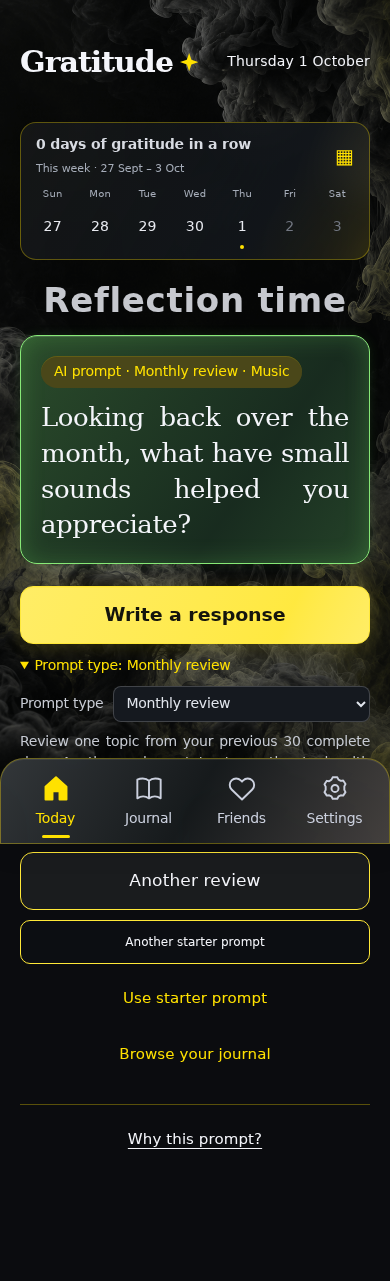 Gratitude
Thursday 1 October
0 days of gratitude in a row
This week · 27 Sept – 3 Oct
Sun Mon Tue Wed Thu Fri Sat
27 28 29 30 1 2 3
Reflection time
AI prompt · Monthly review · Music
Looking back over the
month, what have small
sounds helped you
appreciate?
Write a response
▼ Prompt type: Monthly review
Prompt type Monthly review
Review one topic from your previous 30 complete
Today Journal Friends Settings
Another review
Another starter prompt
Use starter prompt
Browse your journal
Why this prompt?